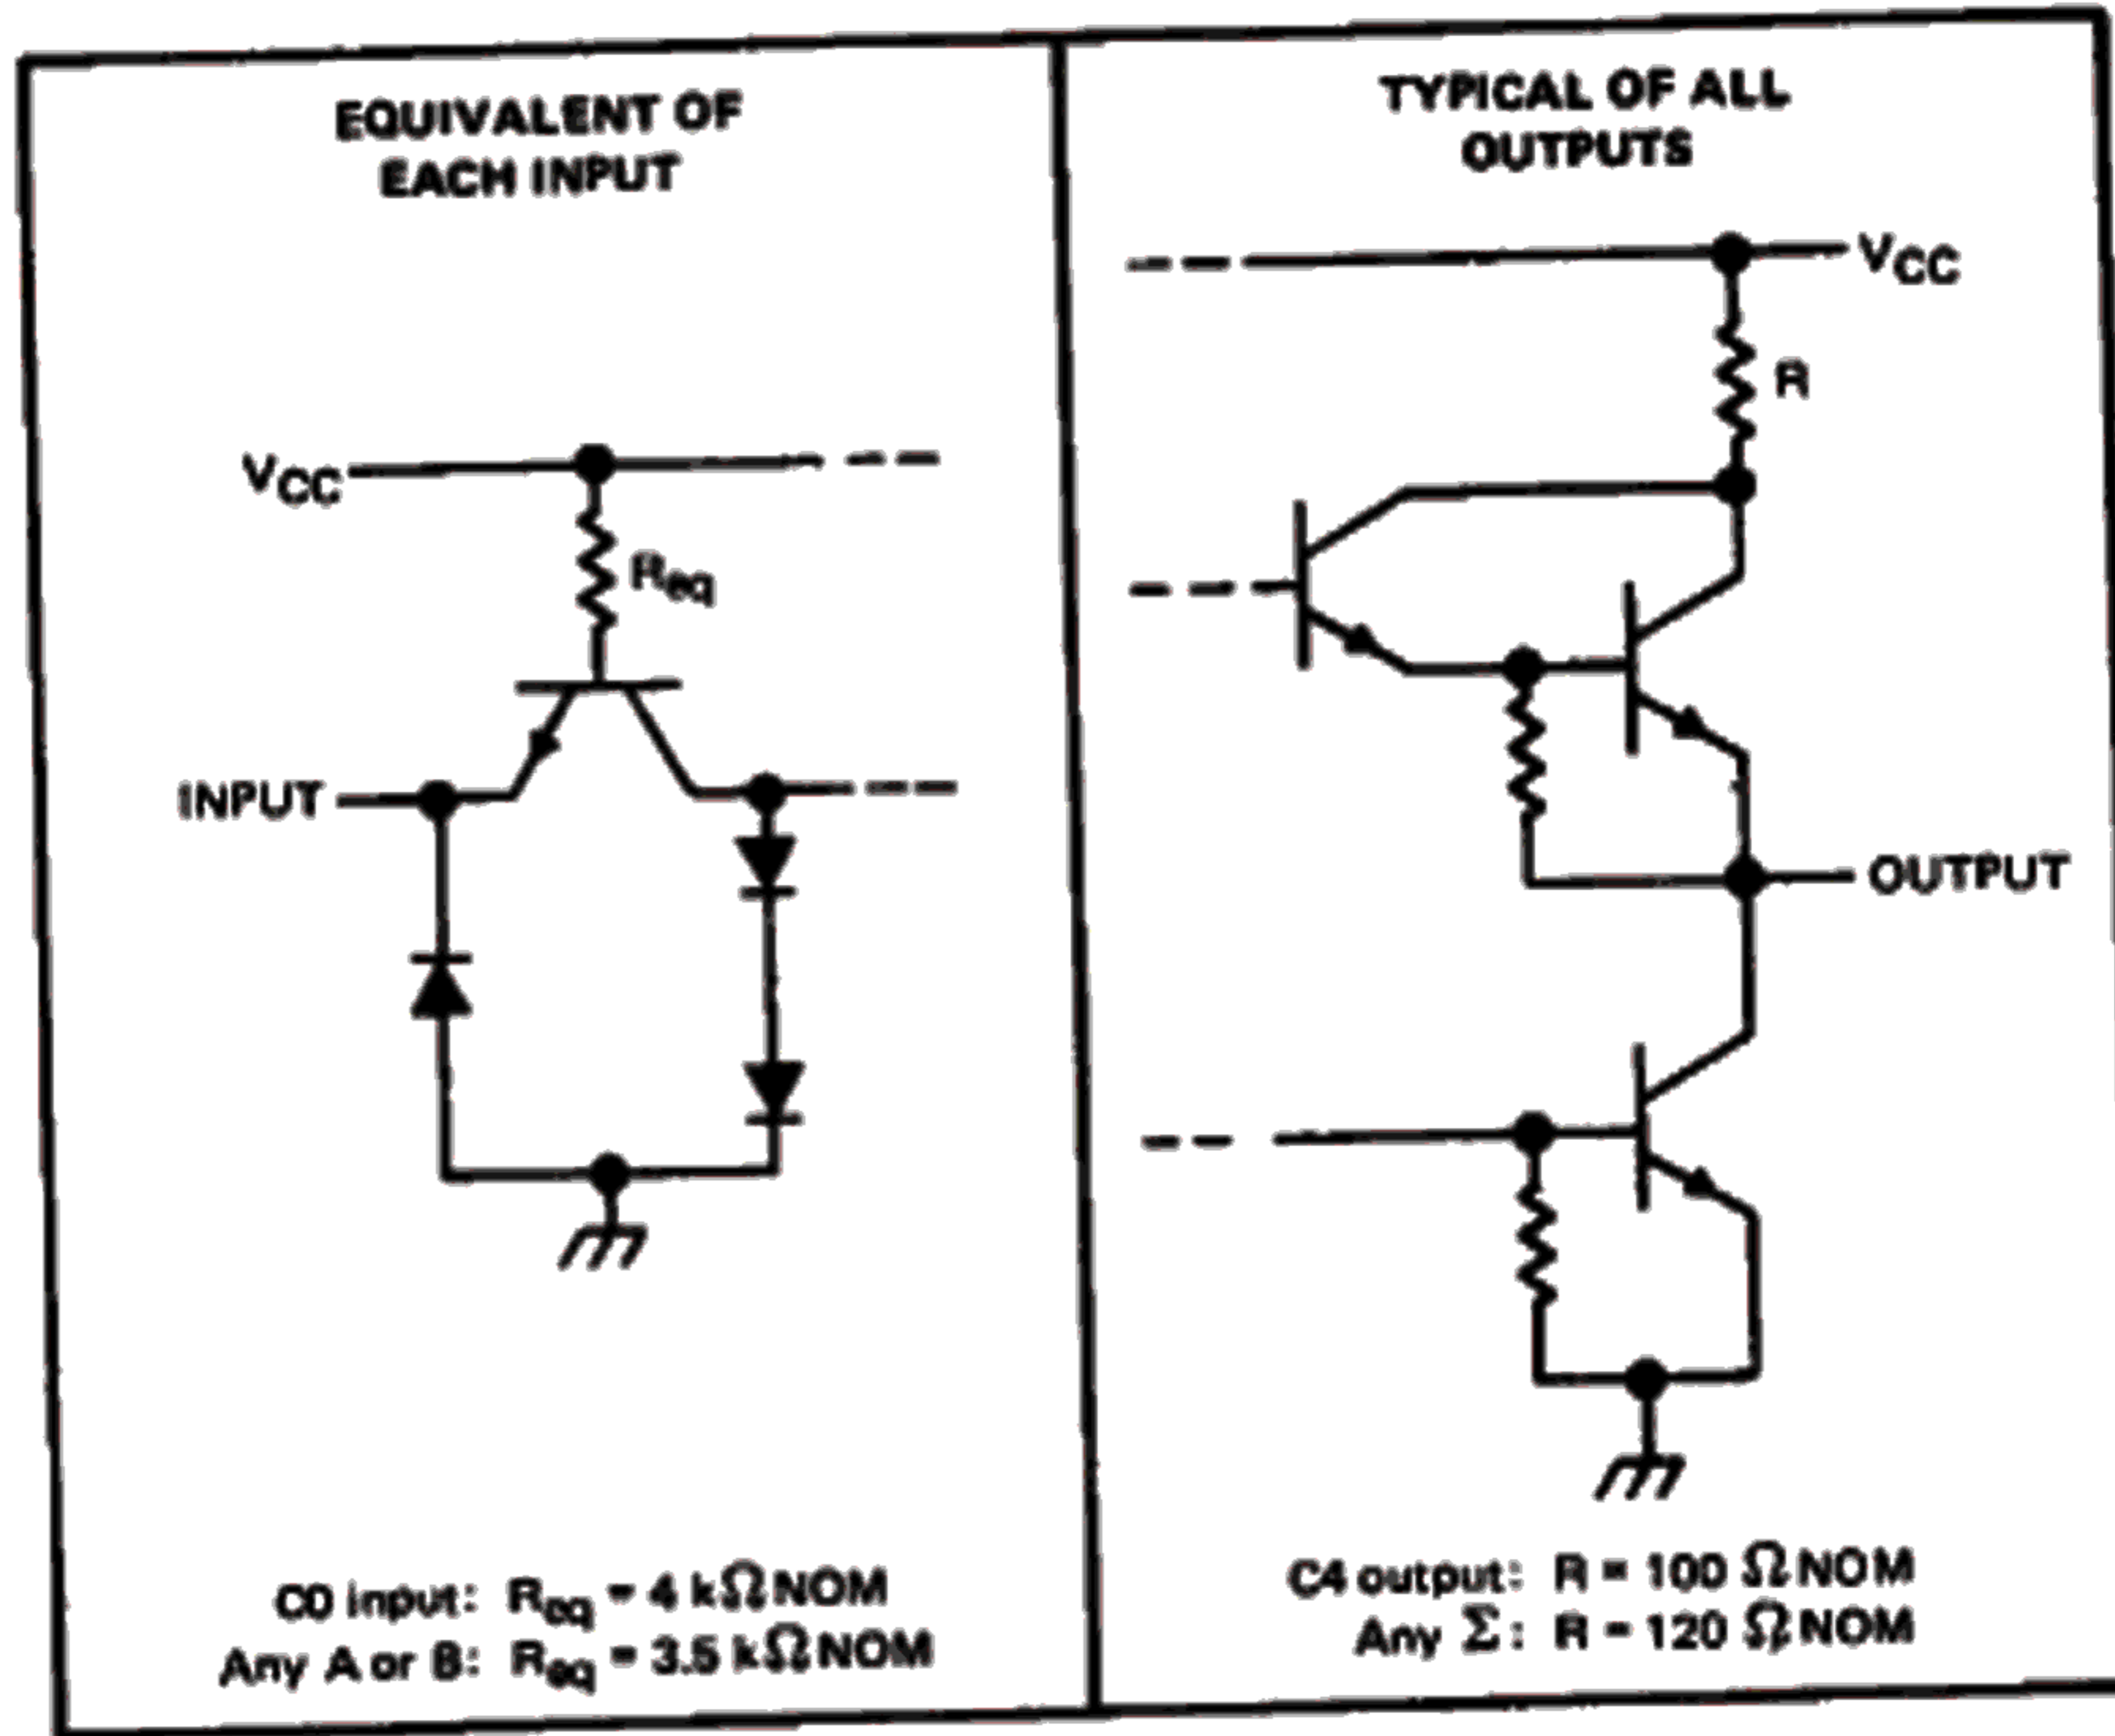 EQUIVALENT OF
EACH INPUT
VCC
Req
INPUT
C0 input: Req = 4 kΩ NOM
Any A or B: Req = 3.5 kΩ NOM
TYPICAL OF ALL
OUTPUTS
VCC
R
OUTPUT
C4 output: R = 100 Ω NOM
Any Σ: R = 120 Ω NOM